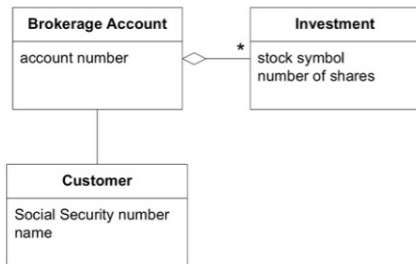 Brokerage Account
account number
Investment
*
stock symbol
number of shares
Customer
Social Security number
name